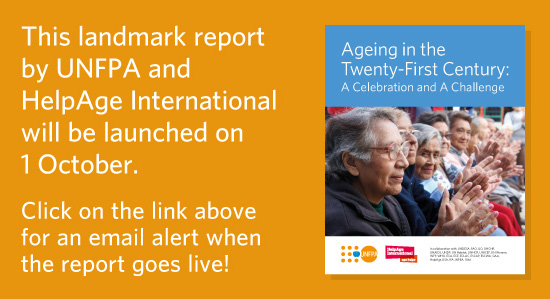 This landmark report
by UNFPA and
HelpAge International
will be launched on
1 October.
Click on the link above
for an email alert when
the report goes live!
Ageing in the
Twenty-First Century:
A Celebration and A Challenge
UNFPA
HelpAge
International